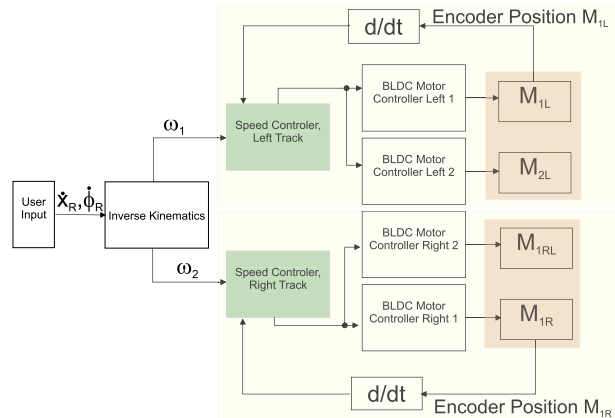 d/dt
Encoder Position M1L
BLDC Motor
Controller Left 1
M1L
ω1
Speed Controler,
Left Track
BLDC Motor
Controller Left 2
M2L
User
Input
ẋR,ϕ̇R
Inverse Kinematics
BLDC Motor
Controller Right 2
M1RL
ω2
Speed Controler,
Right Track
BLDC Motor
Controller Right 1
M1R
d/dt
Encoder Position M1R